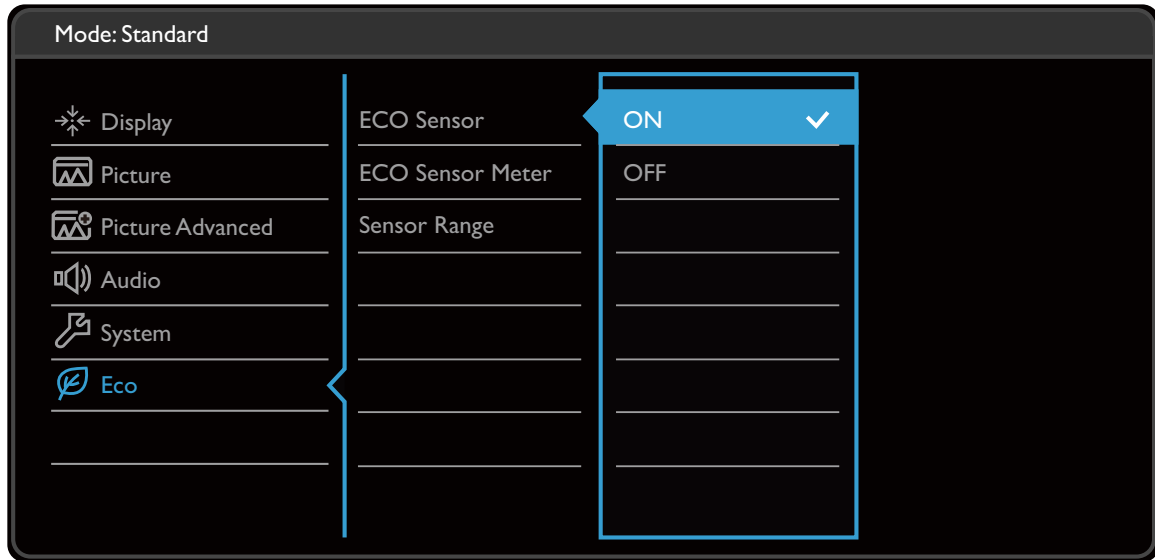 Mode: Standard
Display
Picture
Picture Advanced
Audio
System
Eco
ECO Sensor
ECO Sensor Meter
Sensor Range
ON
OFF